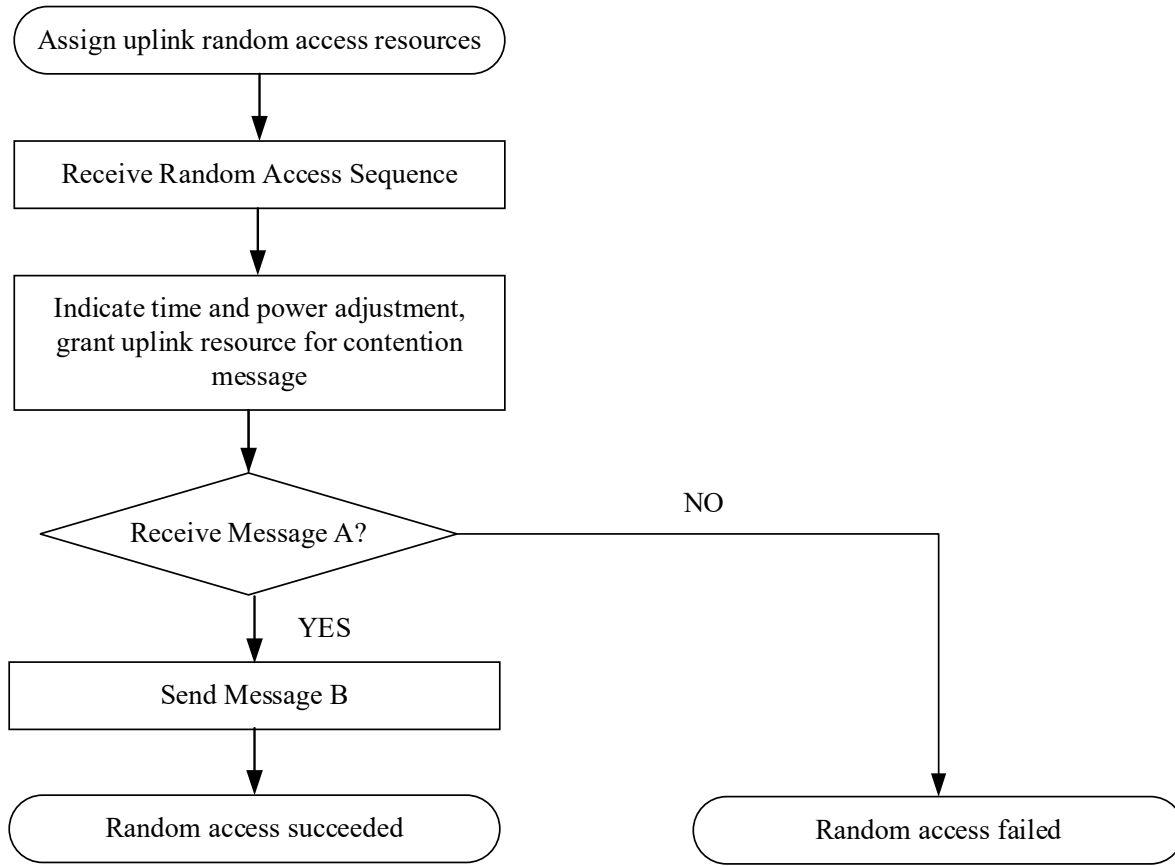 Assign uplink random access resources
Receive Random Access Sequence
Indicate time and power adjustment,
grant uplink resource for contention
message
Receive Message A?
NO
YES
Send Message B
Random access succeeded
Random access failed